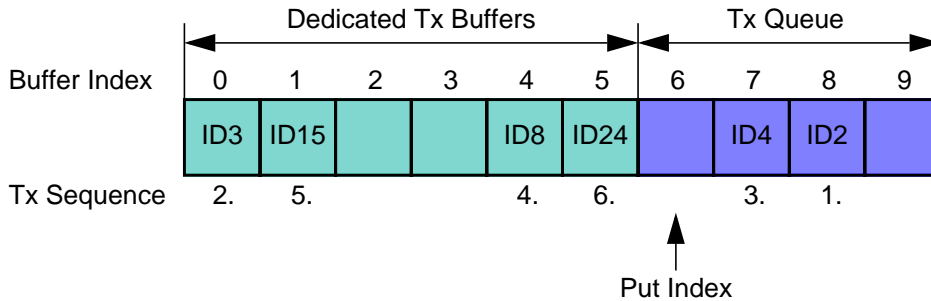 Dedicated Tx Buffers Tx Queue
Buffer Index 0 1 2 3 4 5 6 7 8 9
ID3 ID15 ID8 ID24 ID4 ID2
Tx Sequence 2. 5. 4. 6. 3. 1.
Put Index